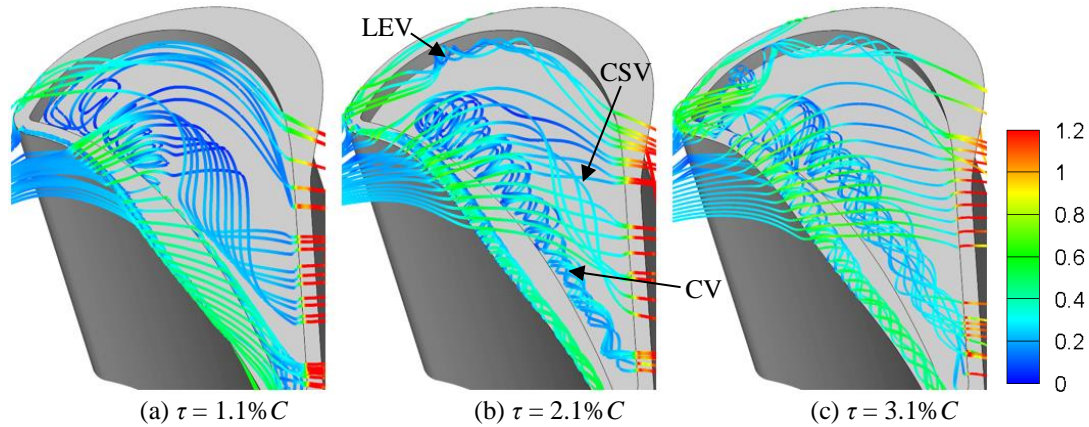 LEV
CSV
CV
1.2
1
0.8
0.6
0.4
0.2
0
(a) τ = 1.1% C
(b) τ = 2.1% C
(c) τ = 3.1% C